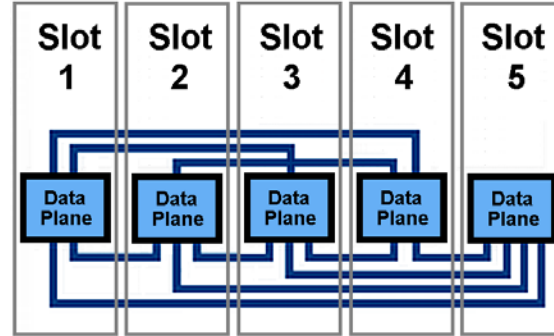 Slot Slot Slot Slot Slot
1 2 3 4 5
Data Data Data Data Data
Plane Plane Plane Plane Plane